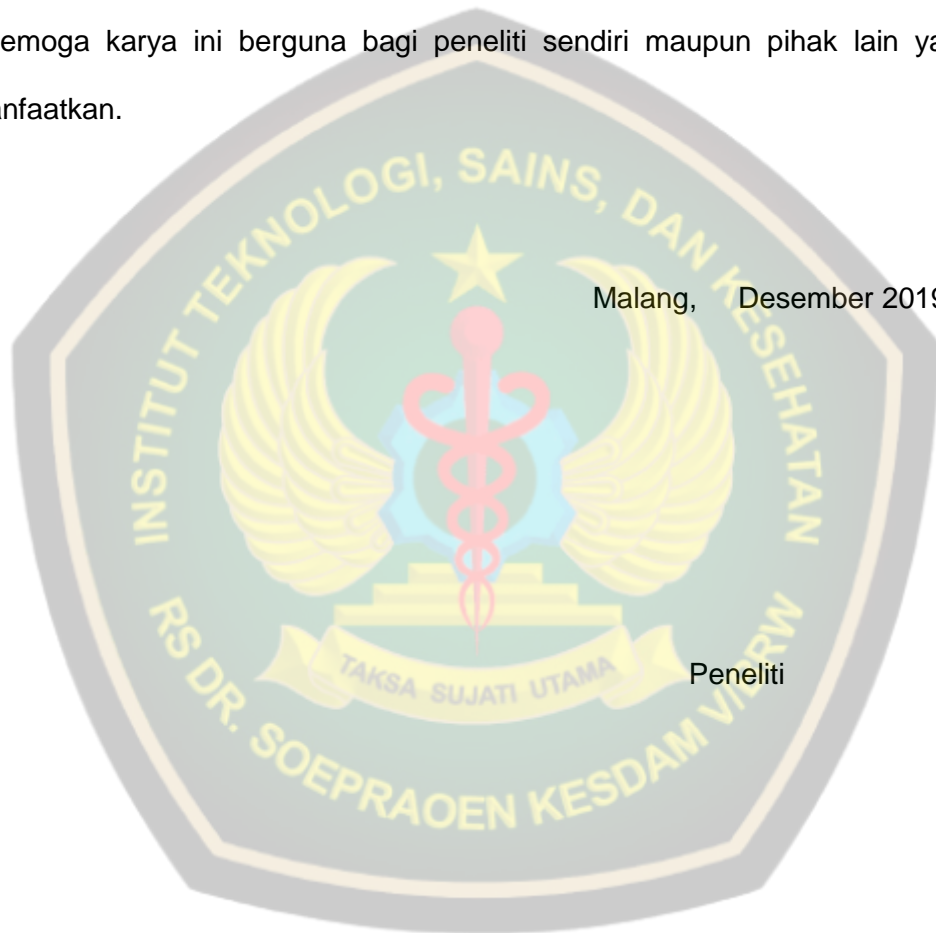 emoga karya ini berguna bagi peneliti sendiri maupun pihak lain ya
nfaatkan.
INSTITUT TEKNOLOGI, SAINS, DAN KESEHATAN
Malang, Desember 2019
TAKSA SUJATI UTAMA
Peneliti
RS DR. SOEPRAOEN KESDAM V/BRW